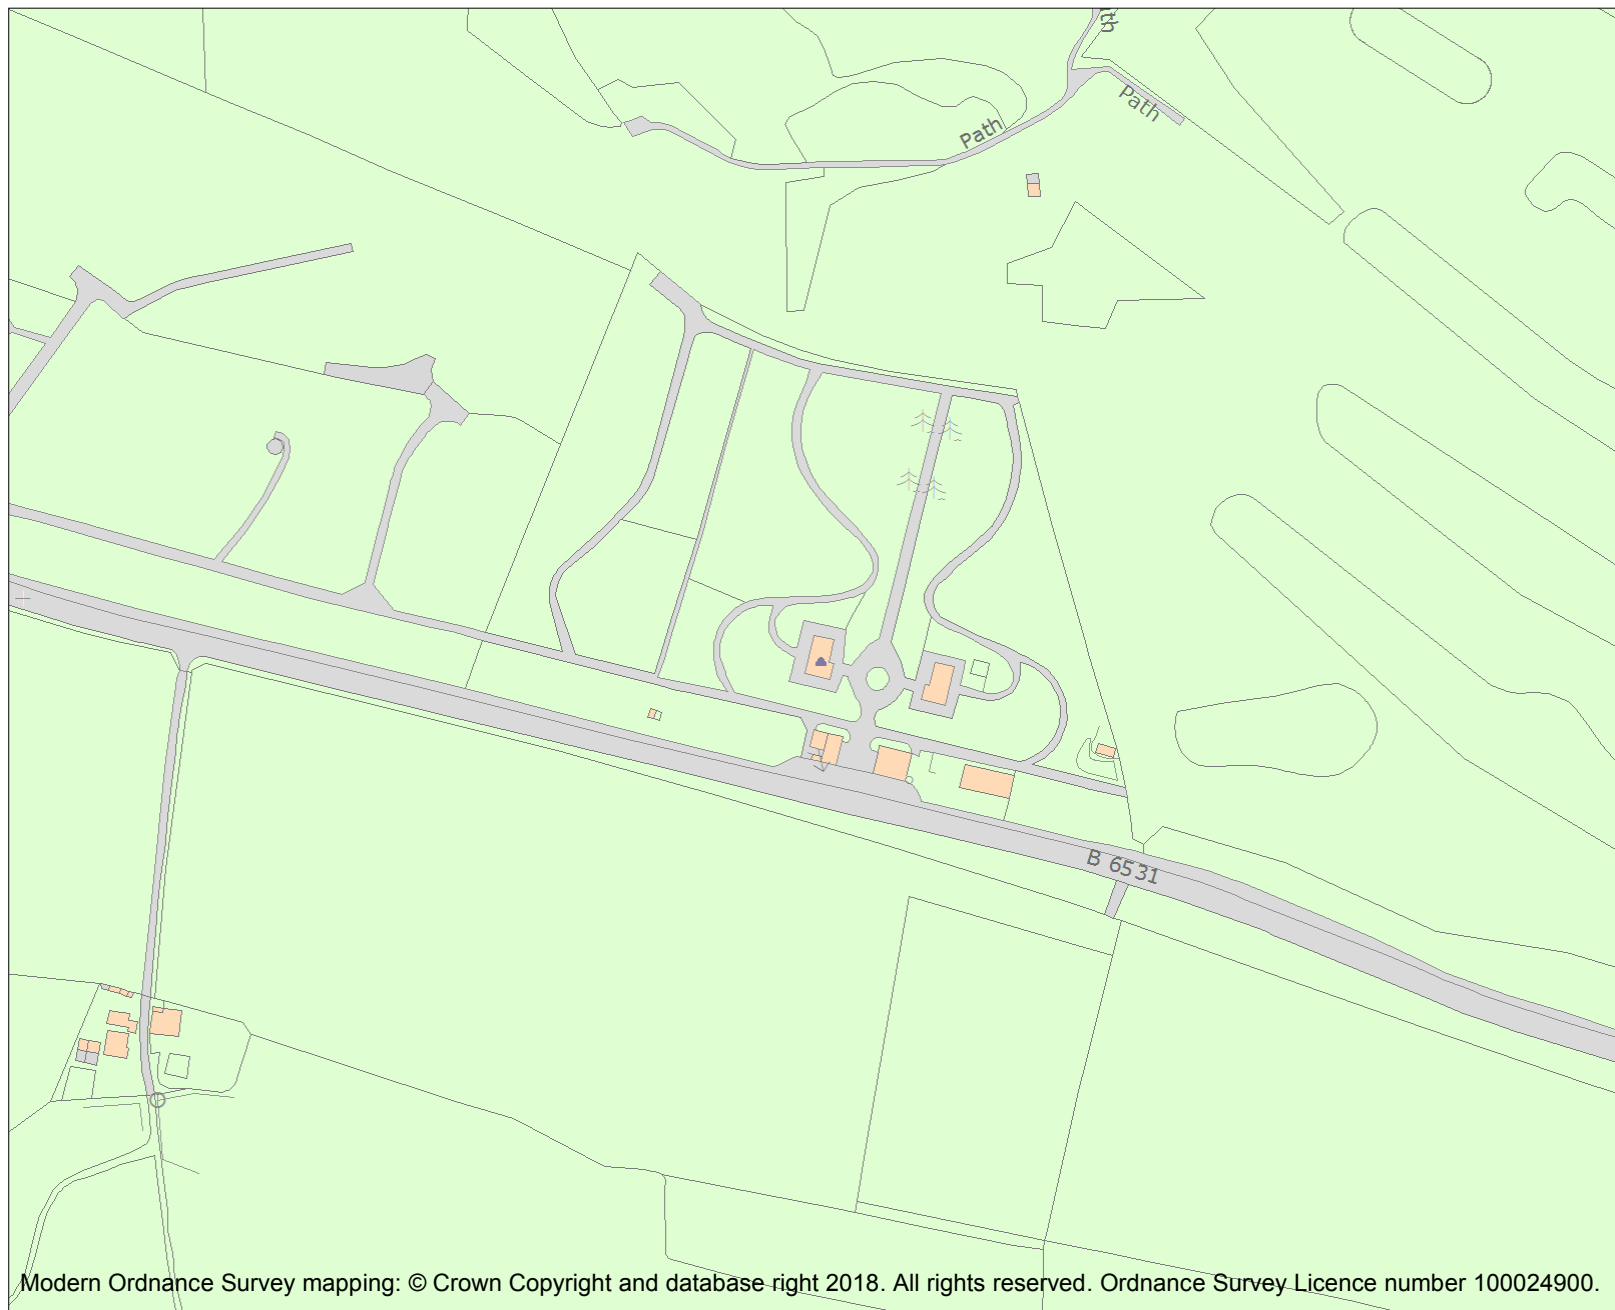 Path
Path
B 6531
Modern Ordnance Survey mapping: © Crown Copyright and database right 2018. All rights reserved. Ordnance Survey Licence number 100024900.